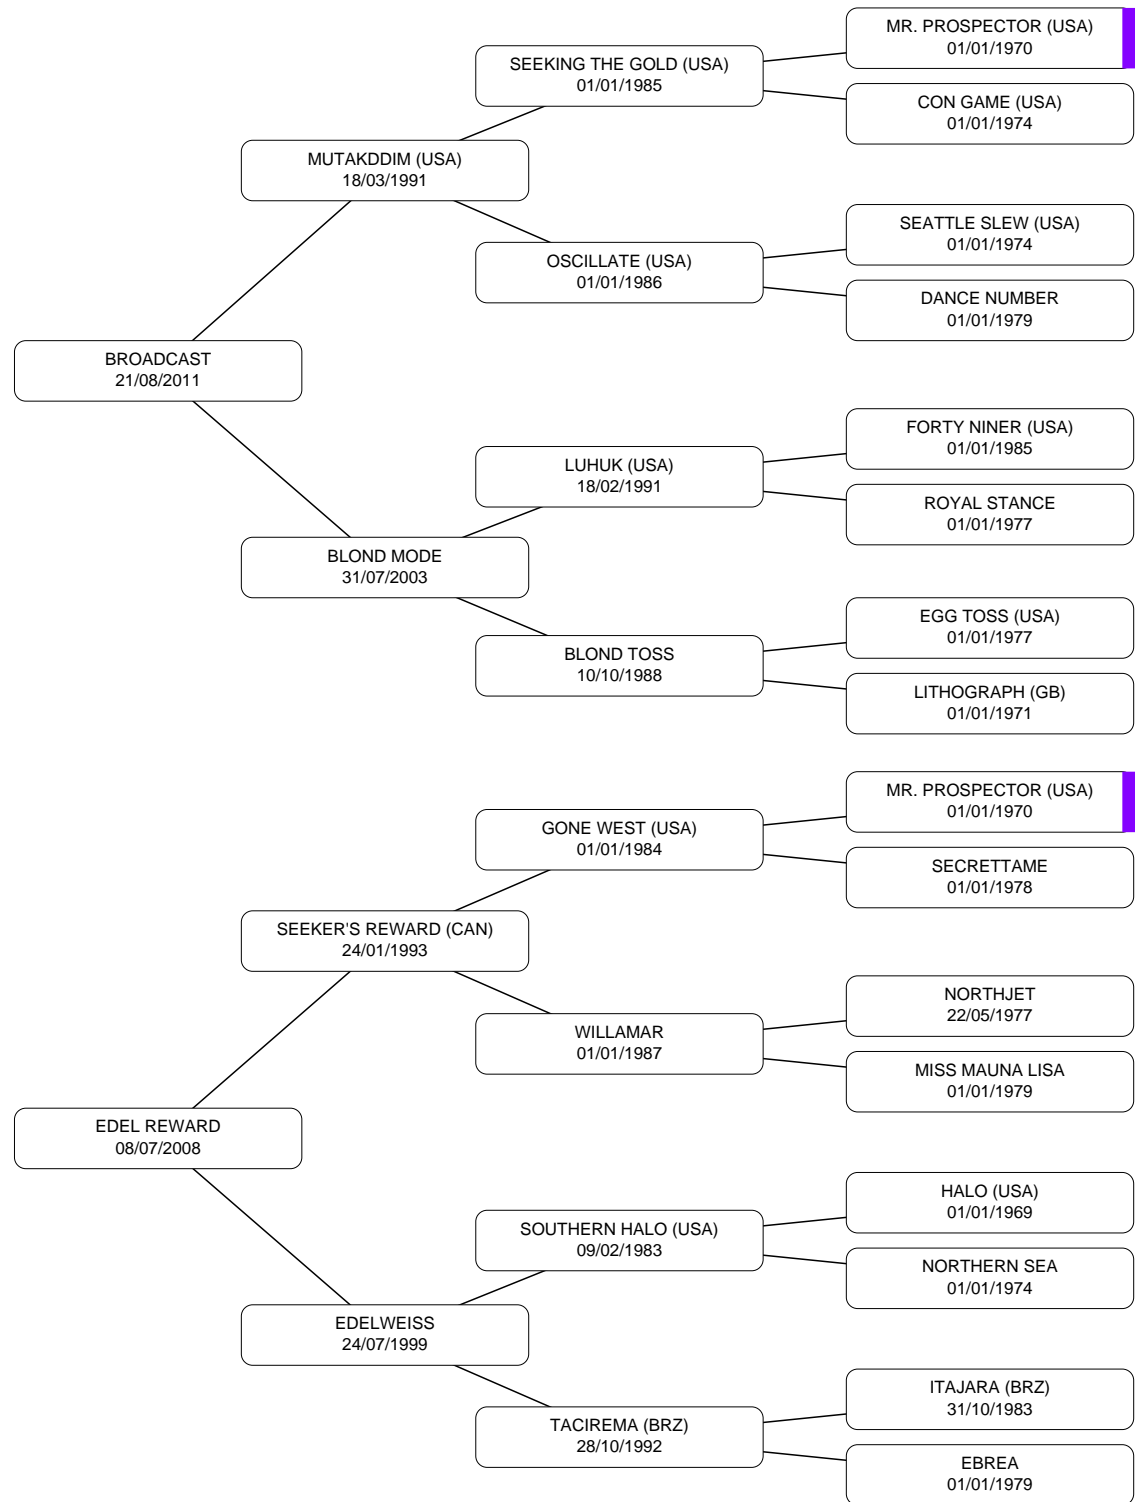 MR. PROSPECTOR (USA)
01/01/1970
SEEKING THE GOLD (USA)
01/01/1985
CON GAME (USA)
01/01/1974
MUTAKDDIM (USA)
18/03/1991
SEATTLE SLEW (USA)
01/01/1974
OSCILLATE (USA)
01/01/1986
DANCE NUMBER
01/01/1979
BROADCAST
21/08/2011
FORTY NINER (USA)
01/01/1985
LUHUK (USA)
18/02/1991
ROYAL STANCE
01/01/1977
BLOND MODE
31/07/2003
EGG TOSS (USA)
01/01/1977
BLOND TOSS
10/10/1988
LITHOGRAPH (GB)
01/01/1971
MR. PROSPECTOR (USA)
01/01/1970
GONE WEST (USA)
01/01/1984
SECRETTAME
01/01/1978
SEEKER'S REWARD (CAN)
24/01/1993
NORTHJET
22/05/1977
WILLAMAR
01/01/1987
MISS MAUNA LISA
01/01/1979
EDEL REWARD
08/07/2008
HALO (USA)
01/01/1969
SOUTHERN HALO (USA)
09/02/1983
NORTHERN SEA
01/01/1974
EDELWEISS
24/07/1999
ITAJARA (BRZ)
31/10/1983
TACIREMA (BRZ)
28/10/1992
EBREA
01/01/1979